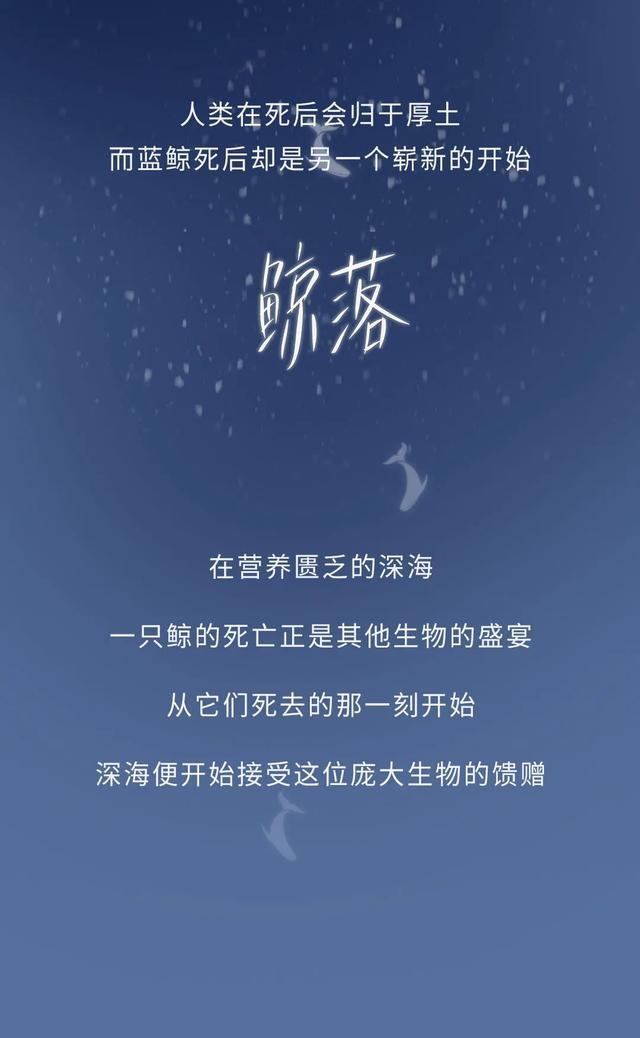 人类在死后会归于厚土
而蓝鲸死后却是另一个崭新的开始
鲸落
在营养匮乏的深海
一只鲸的死亡正是其他生物的盛宴
从它们死去的那一刻开始
深海便开始接受这位庞大生物的馈赠